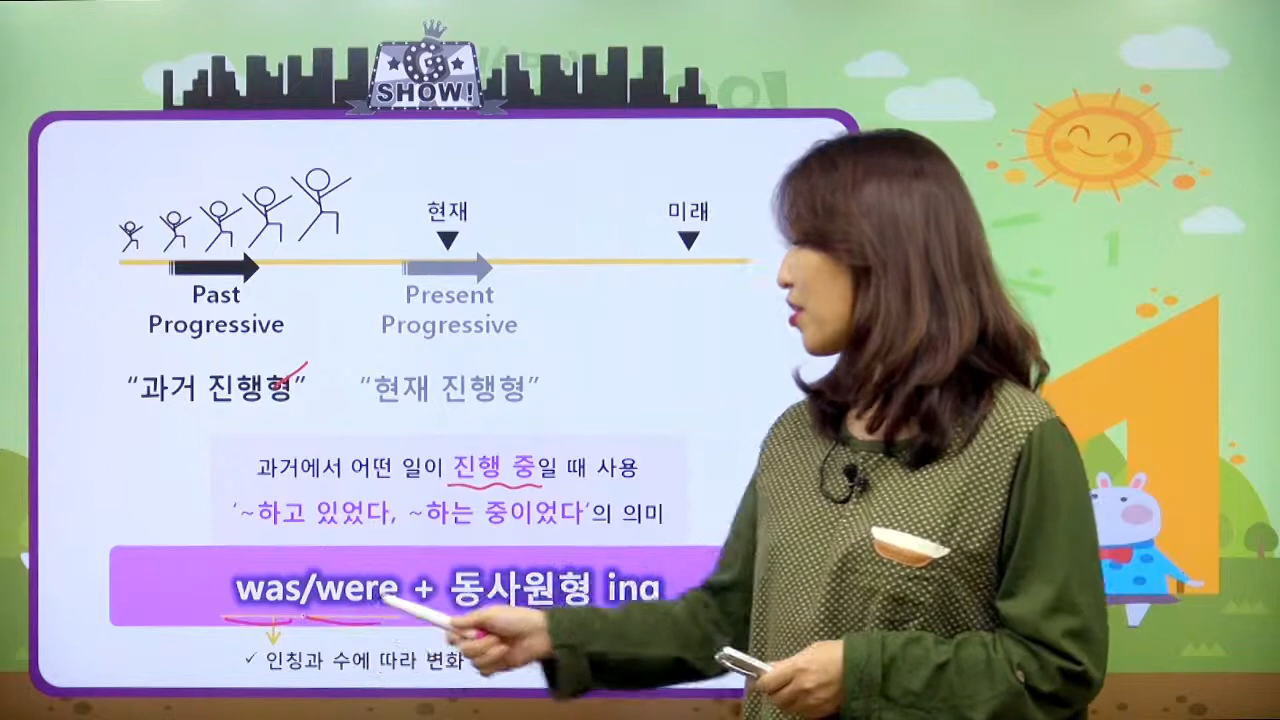 G
SHOW!
현재
미래
Past
Progressive
Present
Progressive
“과거 진행형”
“현재 진행형”
과거에서 어떤 일이 진행 중일 때 사용
‘~하고 있었다, ~하는 중이었다’의 의미
was/were + 동사원형 ing
✓ 인칭과 수에 따라 변화
1